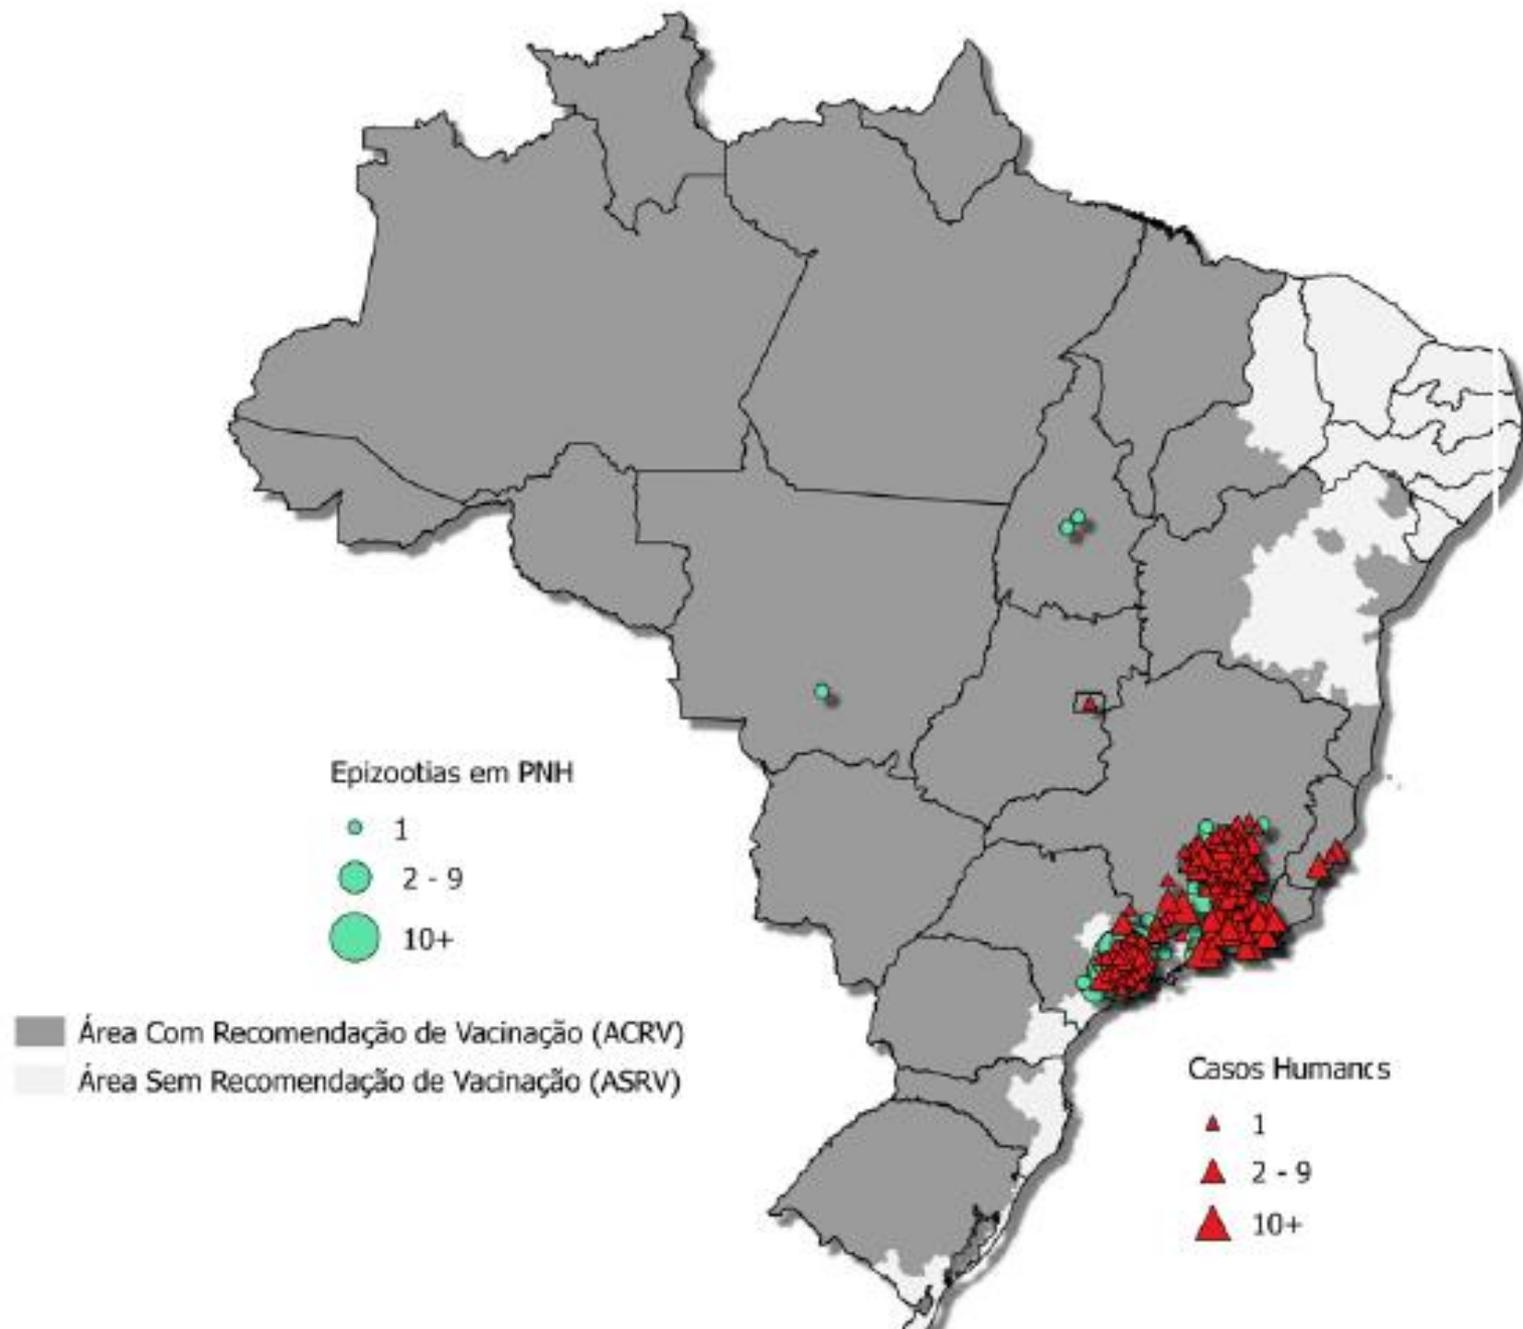 Epizootias em PNH
1
2 - 9
10+
Área Com Recomendação de Vacinação (ACRV)
Área Sem Recomendação de Vacinação (ASRV)
Casos Humancs
1
2 - 9
10+